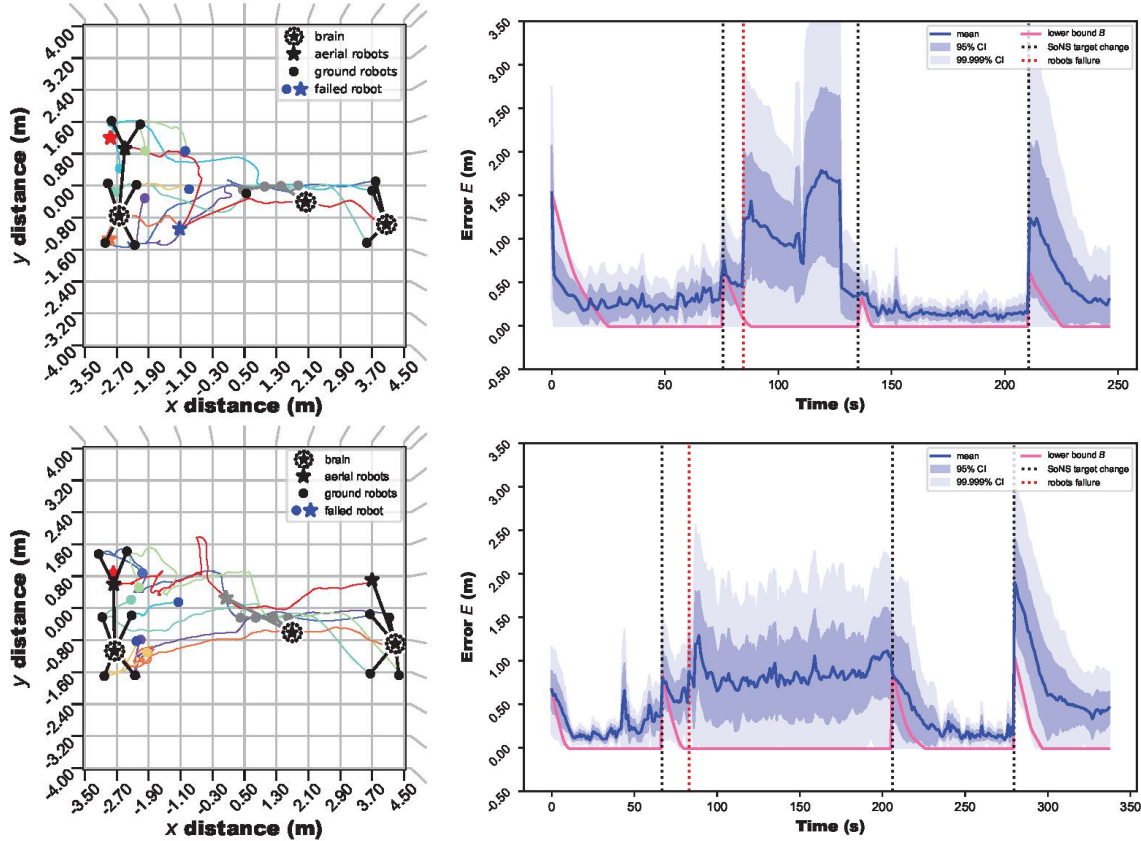 4.00
3.20
2.40
1.60
0.80
0.00
-0.80
-1.60
-2.40
-3.20
-4.00
y distance (m)
brain
aerial robots
ground robots
failed robot
-3.50 -2.70 -1.90 -1.10 -0.30 0.50 1.30 2.10 2.90 3.70 4.50
x distance (m)
3.50
3.00
2.50
2.00
1.50
1.00
0.50
0.00
-0.50
Error E (m)
mean
95% CI
99.999% CI
lower bound B
SoNS target change
robots failure
0 50 100 150 200 250
Time (s)
4.00
3.20
2.40
1.60
0.80
0.00
-0.80
-1.60
-2.40
-3.20
-4.00
y distance (m)
brain
aerial robots
ground robots
failed robot
-3.50 -2.70 -1.90 -1.10 -0.30 0.50 1.30 2.10 2.90 3.70 4.50
x distance (m)
3.50
3.00
2.50
2.00
1.50
1.00
0.50
0.00
-0.50
Error E (m)
mean
95% CI
99.999% CI
lower bound B
SoNS target change
robots failure
0 50 100 150 200 250 300 350
Time (s)